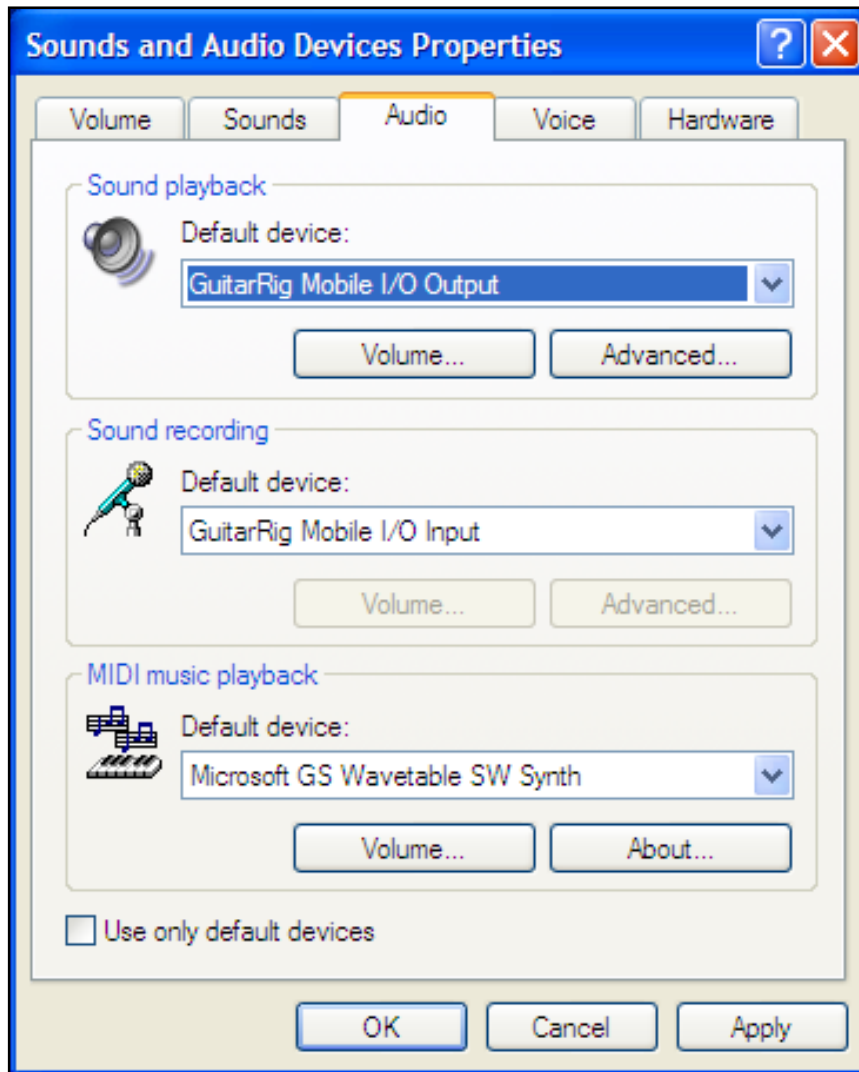 Sounds and Audio Devices Properties
Volume Sounds Audio Voice Hardware
Sound playback
Default device:
GuitarRig Mobile I/O Output
Volume... Advanced...
Sound recording
Default device:
GuitarRig Mobile I/O Input
Volume... Advanced...
MIDI music playback
Default device:
Microsoft GS Wavetable SW Synth
Volume... About...
Use only default devices
OK Cancel Apply